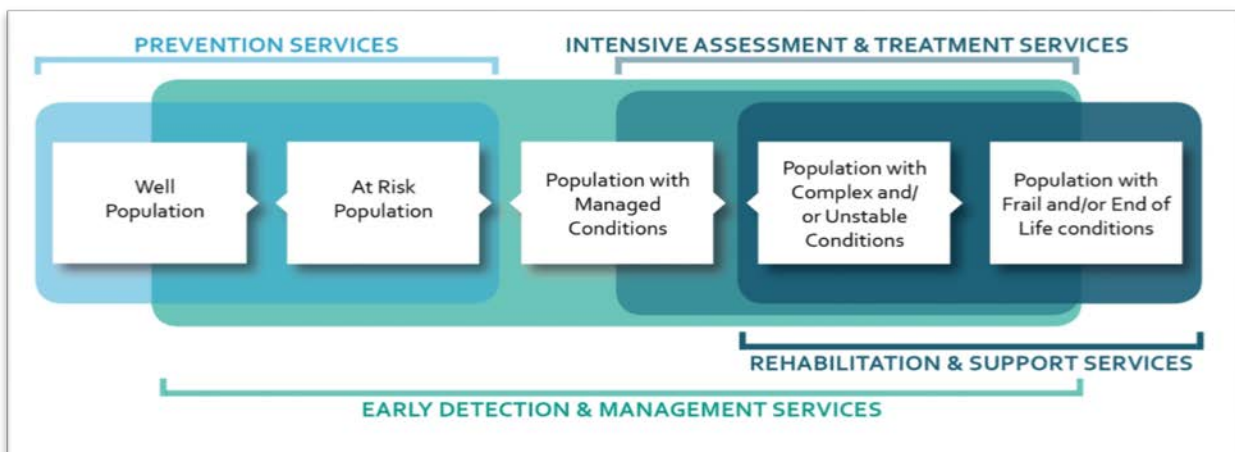 PREVENTION SERVICES
INTENSIVE ASSESSMENT & TREATMENT SERVICES
Well
Population
At Risk
Population
Population with
Managed
Conditions
Population with
Complex and/
or Unstable
Conditions
Population with
Frail and/or End of
Life conditions
REHABILITATION & SUPPORT SERVICES
EARLY DETECTION & MANAGEMENT SERVICES